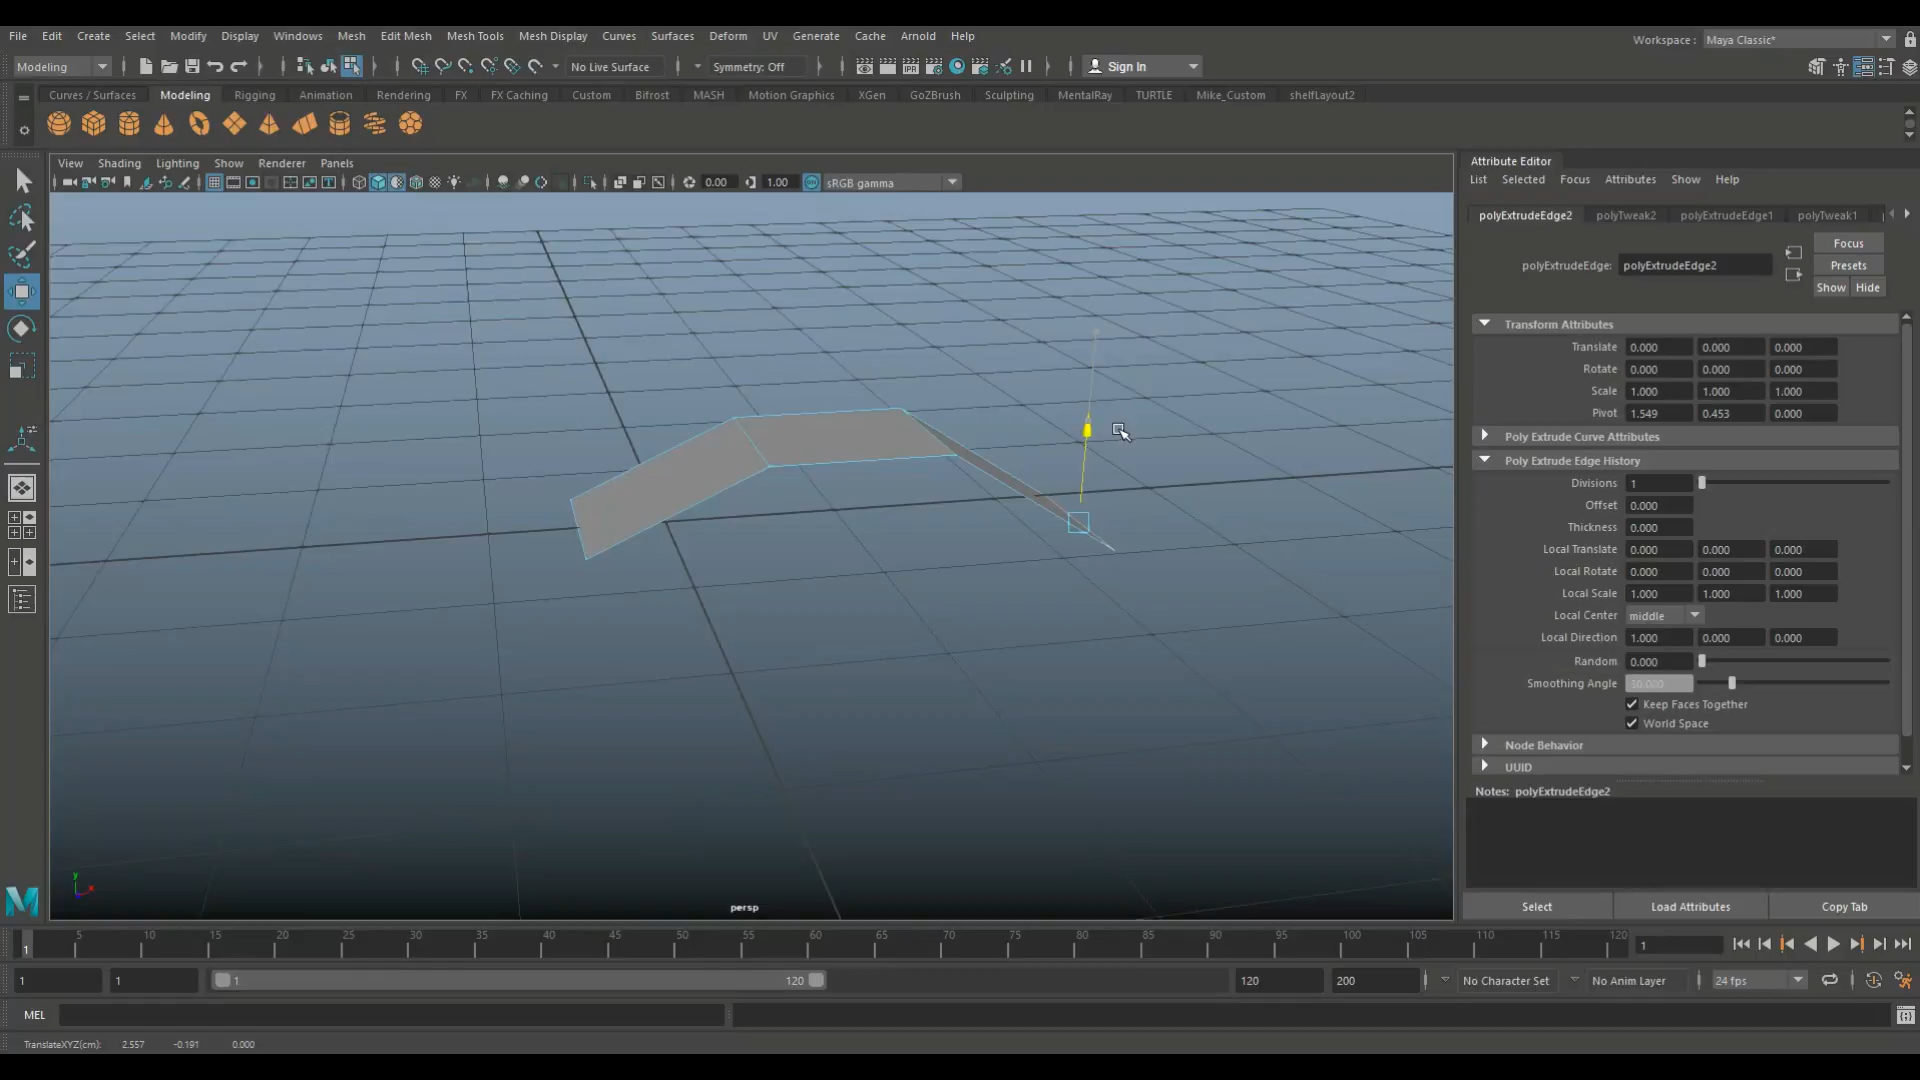 File Edit Create Select Modify Display Windows Mesh Edit Mesh Mesh Tools Mesh Display Curves Surfaces Deform UV Generate Cache Arnold Help
Workspace : Maya Classic*
Modeling No Live Surface Symmetry: Off IPR Sign In
Curves / Surfaces Modeling Rigging Animation Rendering FX FX Caching Custom Bifrost MASH Motion Graphics XGen GoZBrush Sculpting MentalRay TURTLE Mike_Custom shelfLayout2
View Shading Lighting Show Renderer Panels
0.00 1.00 sRGB gamma
persp
y
x
Attribute Editor
List Selected Focus Attributes Show Help
polyExtrudeEdge2 polyTweak2 polyExtrudeEdge1 polyTweak1
Focus
polyExtrudeEdge: polyExtrudeEdge2 Presets
Show Hide
Transform Attributes
Translate 0.000 0.000 0.000
Rotate 0.000 0.000 0.000
Scale 1.000 1.000 1.000
Pivot 1.549 0.453 0.000
Poly Extrude Curve Attributes
Poly Extrude Edge History
Divisions 1
Offset 0.000
Thickness 0.000
Local Translate 0.000 0.000 0.000
Local Rotate 0.000 0.000 0.000
Local Scale 1.000 1.000 1.000
Local Center middle
Local Direction 1.000 0.000 0.000
Random 0.000
Smoothing Angle 30.000
Keep Faces Together
World Space
Node Behavior
UUID
Notes: polyExtrudeEdge2
Select Load Attributes Copy Tab
1 5 10 15 20 25 30 35 40 45 50 55 60 65 70 75 80 85 90 95 100 105 110 115 120 1
1 1 1 120 120 200 No Character Set No Anim Layer 24 fps
MEL
TranslateXYZ(cm): 2.557 -0.191 0.000